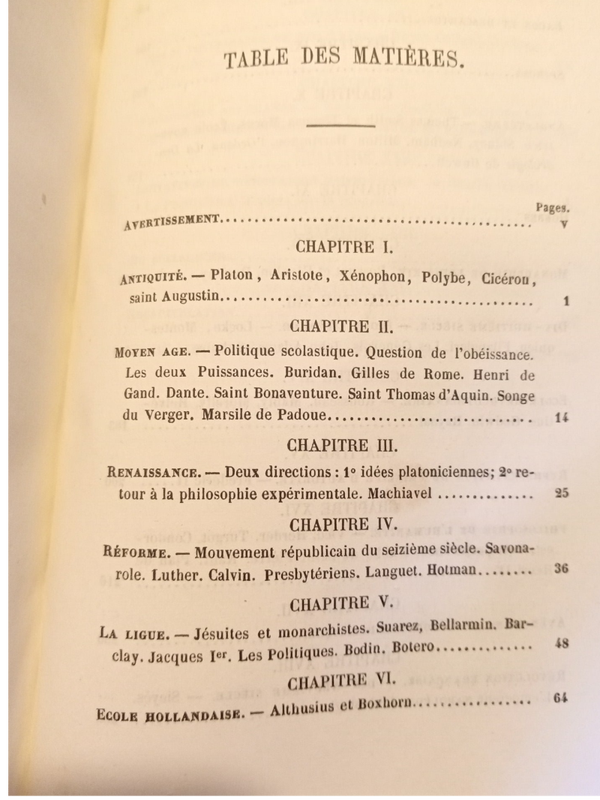 TABLE DES MATIÈRES.
Pages.
AVERTISSEMENT. . . . . . . . . . . . . . . . . . . . . . . . . . . . . . V
CHAPITRE I.
ANTIQUITÉ. — Platon, Aristote, Xénophon, Polybe, Cicéron,
saint Augustin. . . . . . . . . . . . . . . . . . . . . . . . . . . . . . 1
CHAPITRE II.
MOYEN AGE. — Politique scolastique. Question de l'obéissance.
Les deux Puissances. Buridan. Gilles de Rome. Henri de
Gand. Dante. Saint Bonaventure. Saint Thomas d'Aquin. Songe
du Verger. Marsile de Padoue. . . . . . . . . . . . . . . . . . . . 14
CHAPITRE III.
RENAISSANCE. — Deux directions : 1° idées platoniciennes; 2° re-
tour à la philosophie expérimentale. Machiavel . . . . . . . . . . 25
CHAPITRE IV.
RÉFORME. — Mouvement républicain du seizième siècle. Savona-
role. Luther. Calvin. Presbytériens. Languet. Hotman. . . . . . . 36
CHAPITRE V.
LA LIGUE. — Jésuites et monarchistes. Suarez, Bellarmin. Bar-
clay. Jacques Ier. Les Politiques. Bodin. Botero. . . . . . . . . . 48
CHAPITRE VI.
ECOLE HOLLANDAISE. — Althusius et Boxhorn. . . . . . . . . . . . . 64